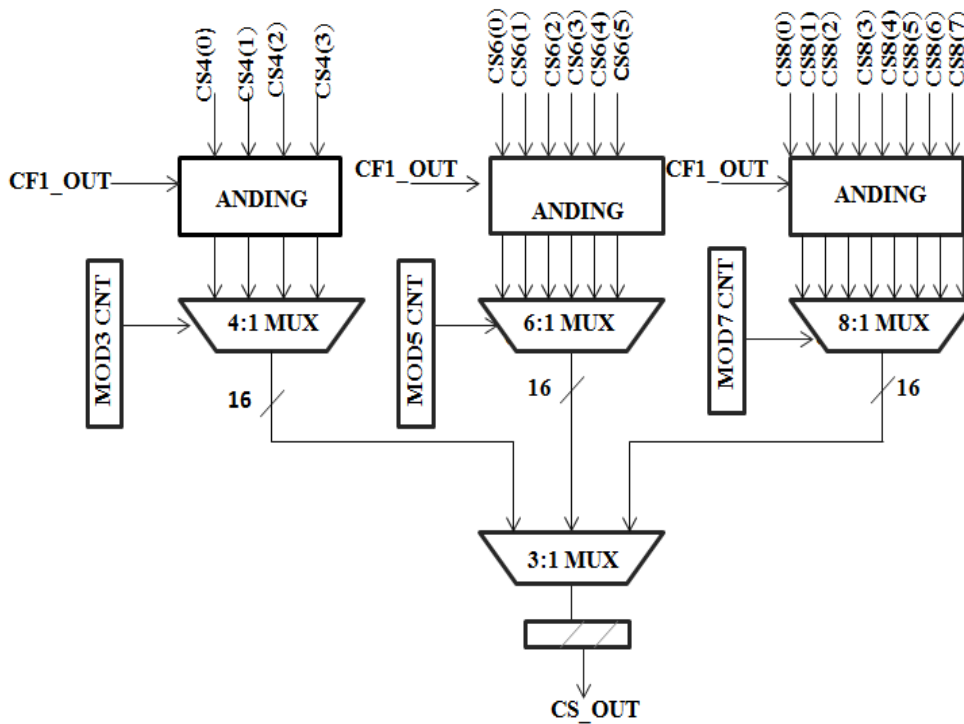 CS4(0)
CS4(1)
CS4(2)
CS4(3)
CS6(0)
CS6(1)
CS6(2)
CS6(3)
CS6(4)
CS6(5)
CS8(0)
CS8(1)
CS8(2)
CS8(3)
CS8(4)
CS8(5)
CS8(6)
CS8(7)
CF1_OUT
ANDING
CF1_OUT
ANDING
CF1_OUT
ANDING
MOD3 CNT
4:1 MUX
MOD5 CNT
6:1 MUX
MOD7 CNT
8:1 MUX
16
16
16
3:1 MUX
CS_OUT